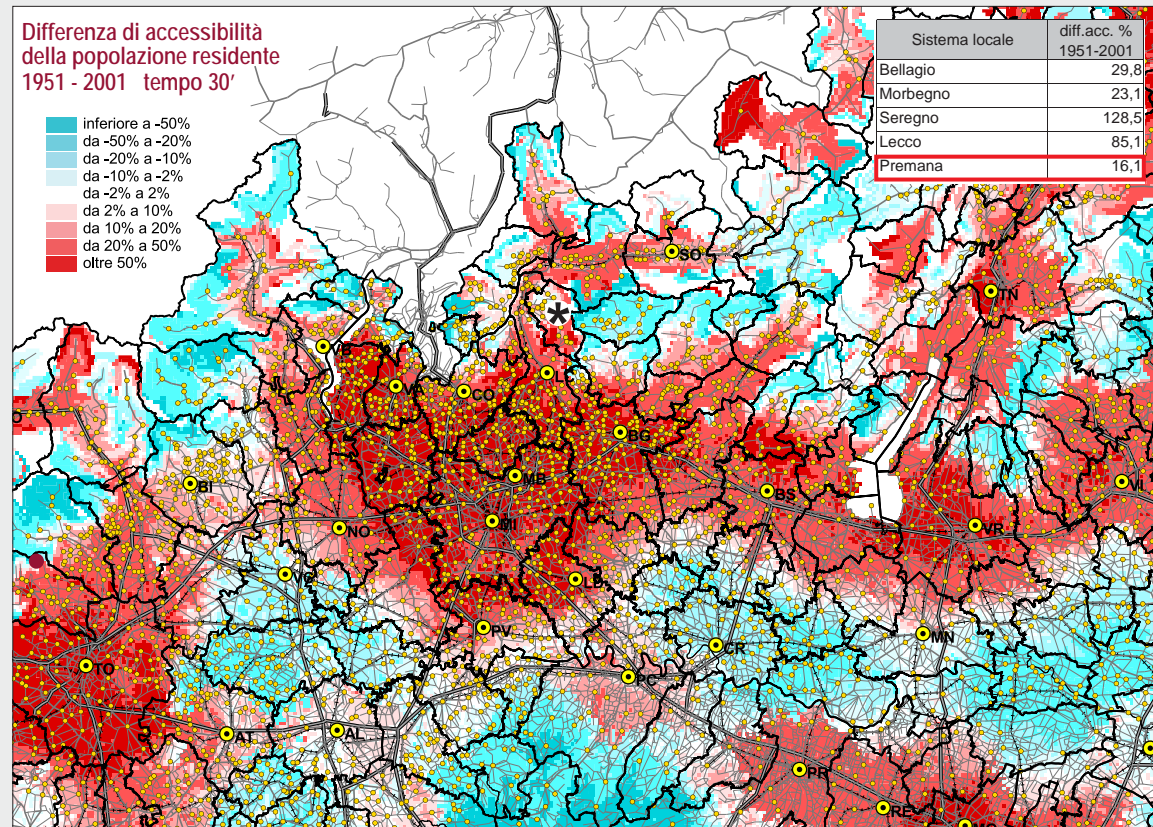 Differenza di accessibilità
della popolazione residente
1951 - 2001 tempo 30'
inferiore a -50%
da -50% a -20%
da -20% a -10%
da -10% a -2%
da -2% a 2%
da 2% a 10%
da 10% a 20%
da 20% a 50%
oltre 50%
Sistema locale
diff.acc. %
1951-2001
Bellagio 29,8
Morbegno 23,1
Seregno 128,5
Lecco 85,1
Premana 16,1
SO
TN
*
CO
BG
MB
BI
BS
VI
NO
MI
VR
PV
MN
TO
CR
PC
AT
AL
PR
RE